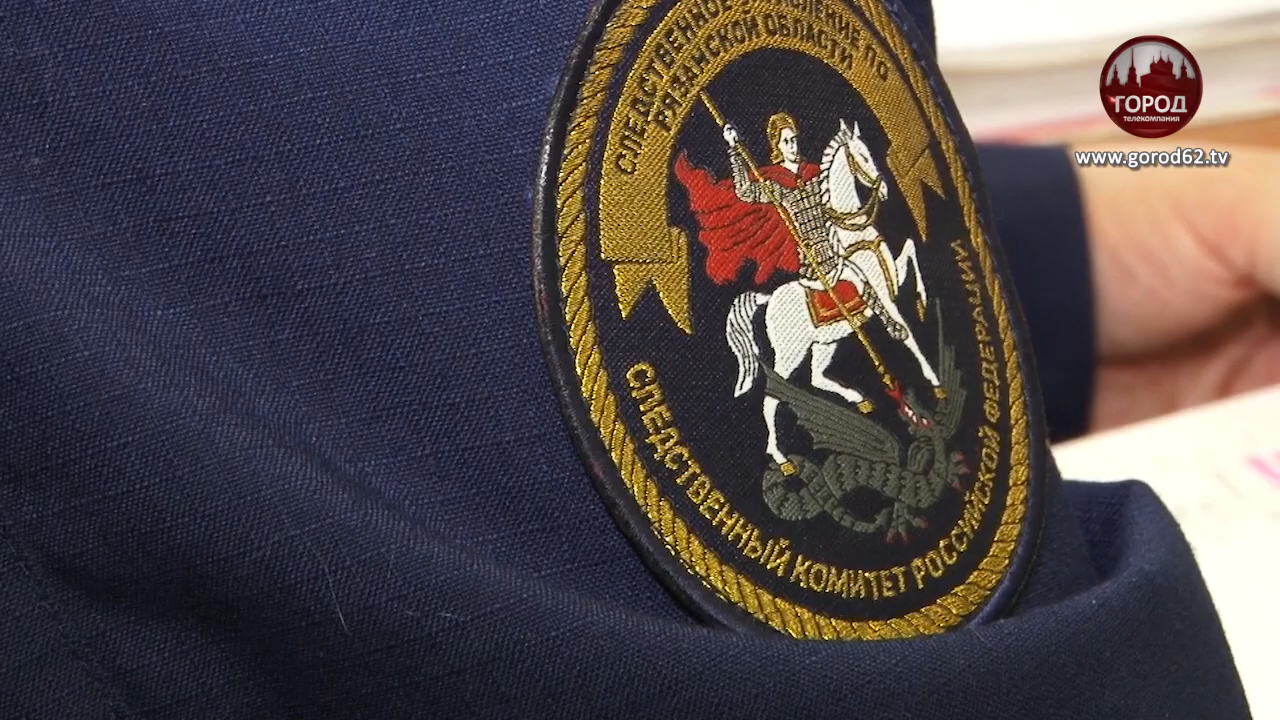 СЛЕДСТВЕННОЕ УПРАВЛЕНИЕ ПО
РЯЗАНСКОЙ ОБЛАСТИ
СЛЕДСТВЕННЫЙ КОМИТЕТ РОССИЙСКОЙ ФЕДЕРАЦИИ
ГОРОД
телекомпания
www.gorod62.tv